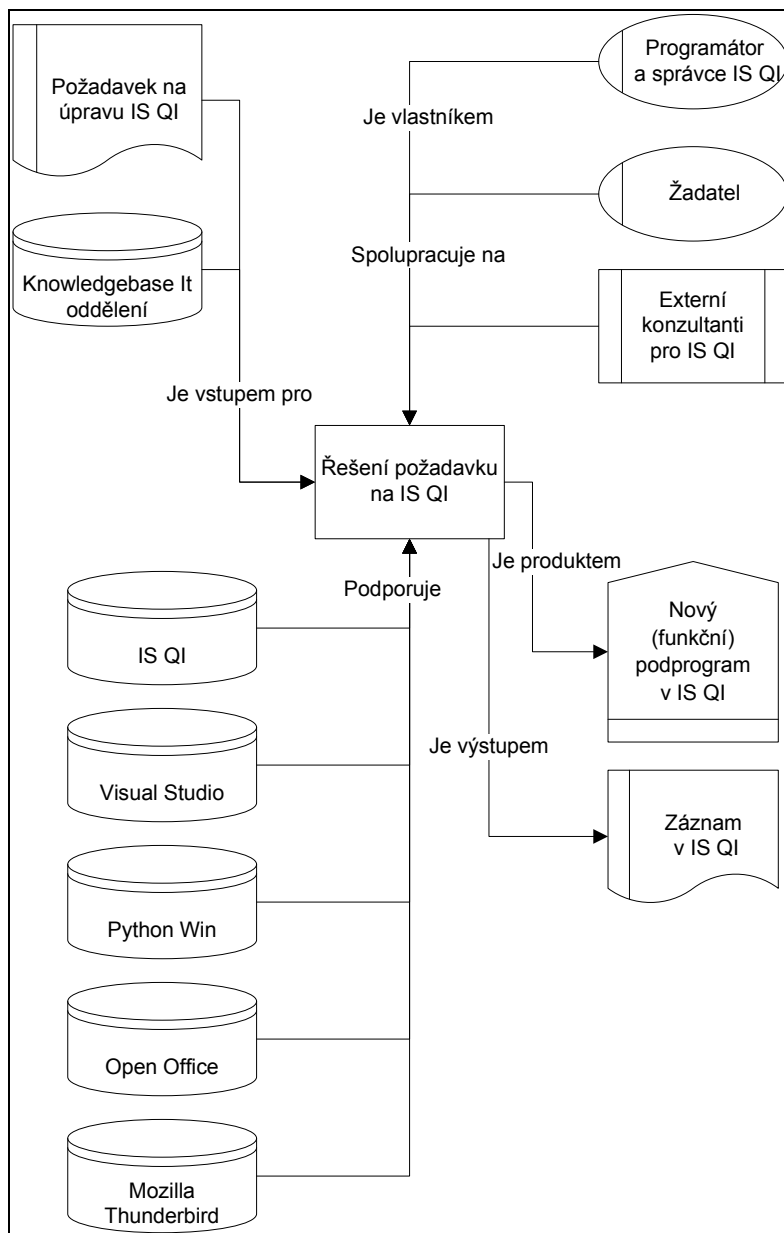 Požadavek na
úpravu IS QI
Programátor
a správce IS QI
Je vlastníkem
Žadatel
Knowledgebase It
oddělení
Spolupracuje na
Externí
konzultanti
pro IS QI
Je vstupem pro
Řešení požadavku
na IS QI
Je produktem
Podporuje
Nový
(funkční)
podprogram
v IS QI
IS QI
Je výstupem
Visual Studio
Záznam
v IS QI
Python Win
Open Office
Mozilla
Thunderbird